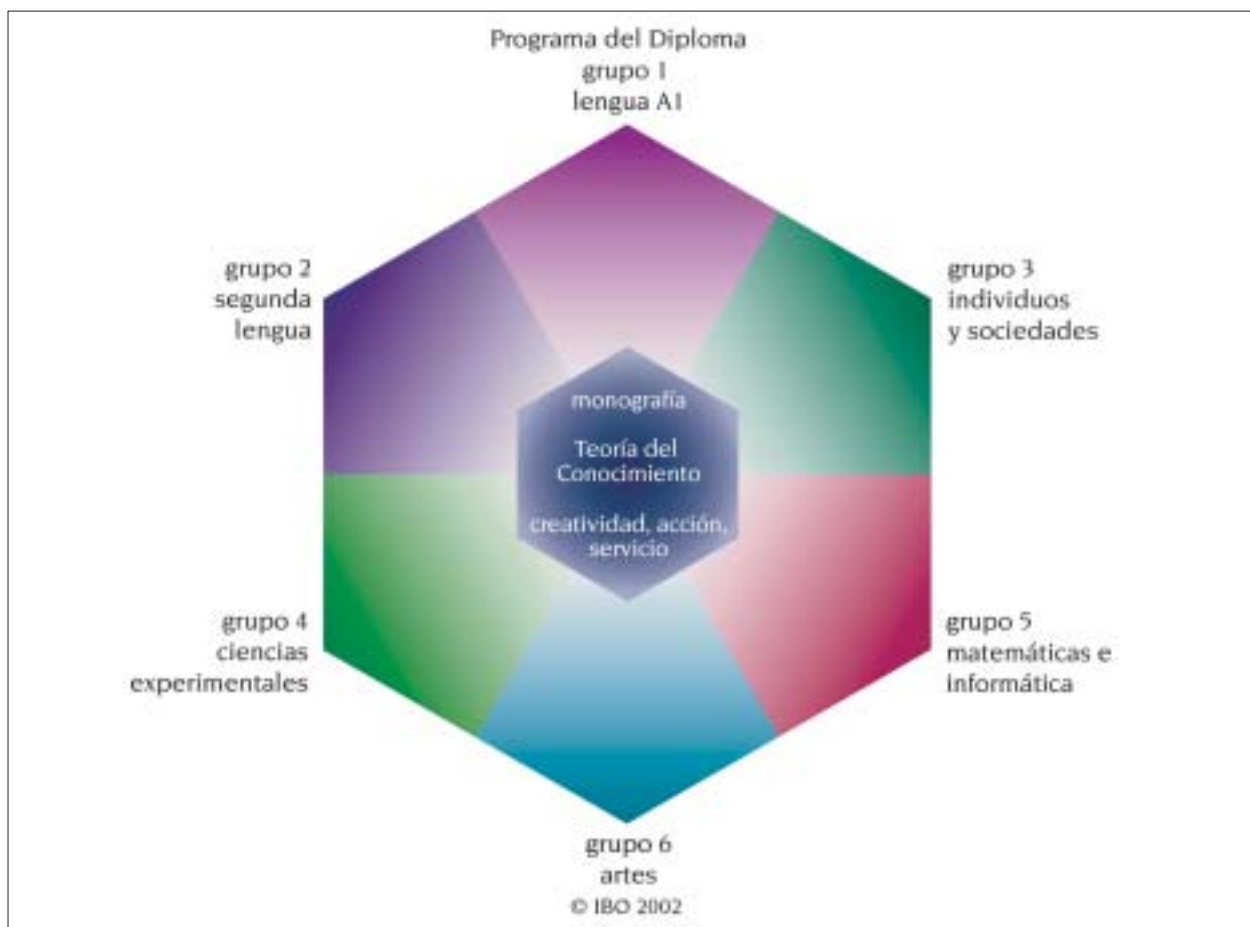 Programa del Diploma
grupo 1
lengua A1
grupo 2
segunda
lengua
grupo 3
individuos
y sociedades
monografía
Teoría del
Conocimiento
creatividad, acción,
servicio
grupo 4
ciencias
experimentales
grupo 5
matemáticas e
informática
grupo 6
artes
© IBO 2002